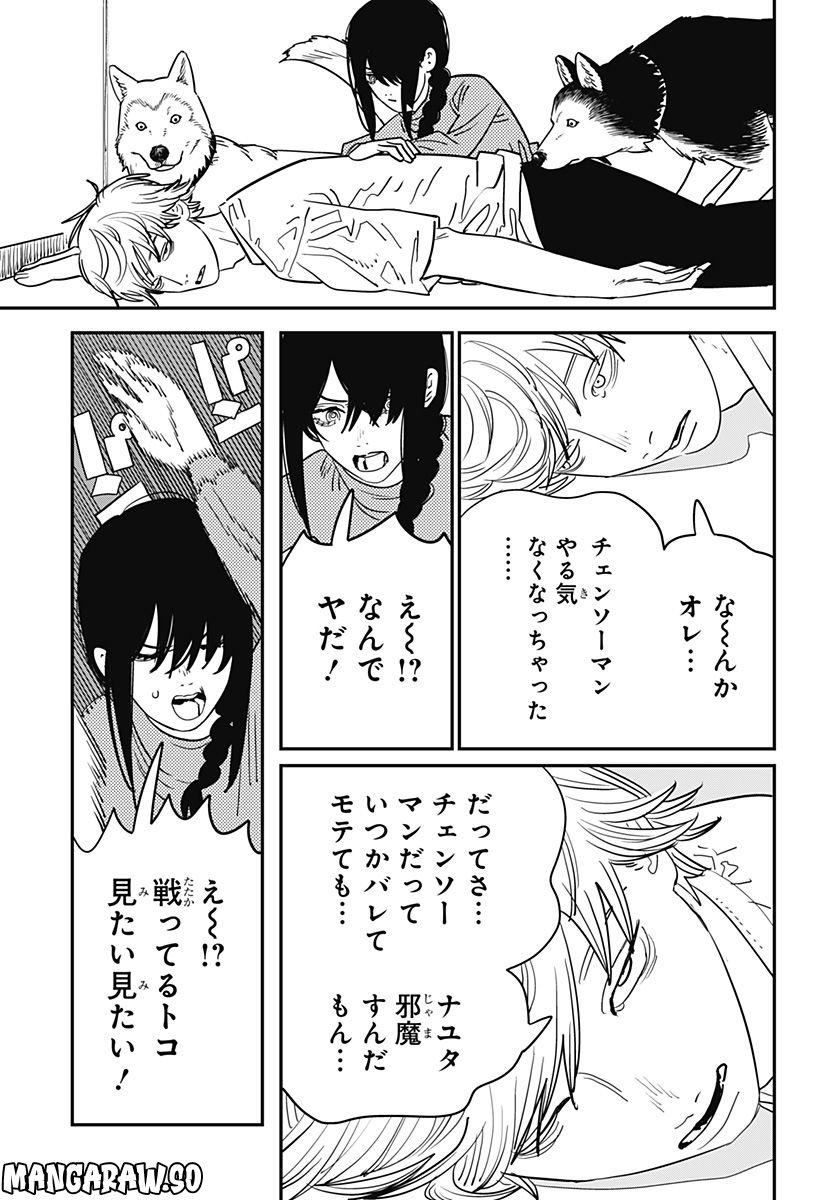 な〜んか
オレ…
チェンソーマン
やる気
なくなっちゃった
……
え〜!?
なんで
ヤだ！
だってさ…
チェンソー
マンだって
いつかバレて
モテても…
ナユタ
邪魔
すんだ
もん…
え〜!?
戦ってるトコ
見たい見たい！
MANGARAW.SO